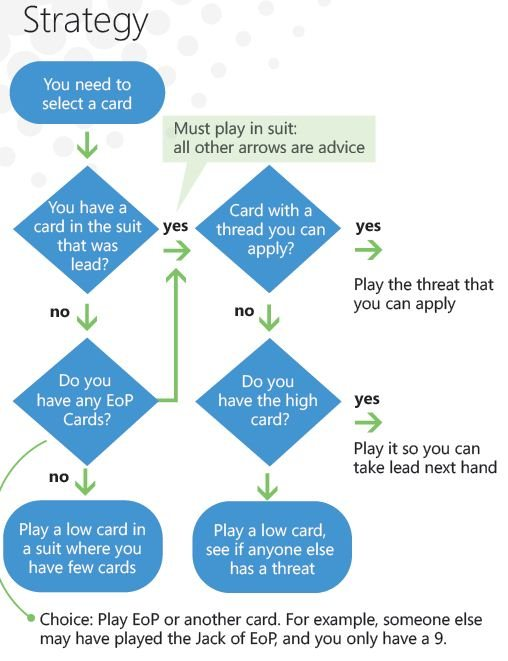 Strategy
You need to
select a card
Must play in suit:
all other arrows are advice
You have a
card in the suit
that was
lead?
yes
Card with a
thread you can
apply?
yes
Play the threat that
you can apply
no
no
Do you
have any EoP
Cards?
Do you
have the high
card?
yes
Play it so you can
take lead next hand
no
Play a low card in
a suit where you
have few cards
Play a low card,
see if anyone else
has a threat
Choice: Play EoP or another card. For example, someone else
may have played the Jack of EoP, and you only have a 9.